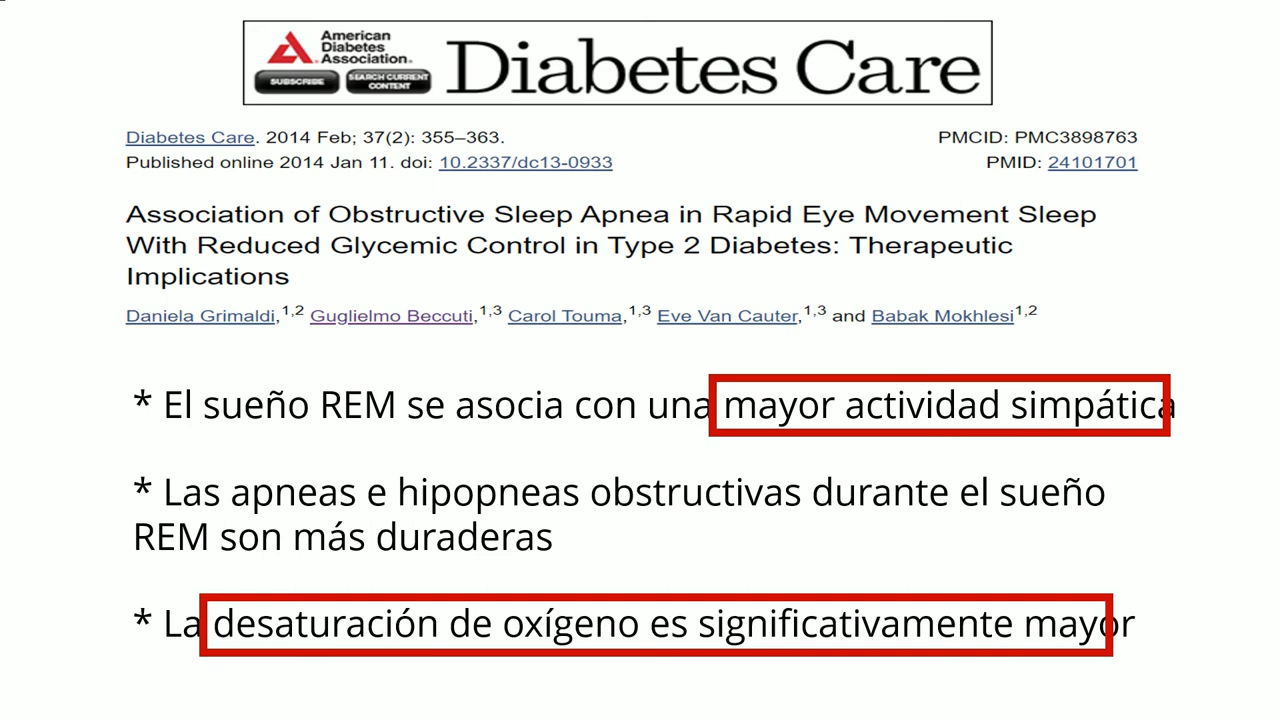 American
Diabetes
Association.
SUBSCRIBE
SEARCH CURRENT
CONTENT
Diabetes Care
Diabetes Care. 2014 Feb; 37(2): 355–363.
PMCID: PMC3898763
Published online 2014 Jan 11. doi: 10.2337/dc13-0933
PMID: 24101701
Association of Obstructive Sleep Apnea in Rapid Eye Movement Sleep
With Reduced Glycemic Control in Type 2 Diabetes: Therapeutic
Implications
Daniela Grimaldi,1,2 Guglielmo Beccuti,1,3 Carol Touma,1,3 Eve Van Cauter,1,3 and Babak Mokhlesi1,2
* El sueño REM se asocia con una mayor actividad simpática
* Las apneas e hipopneas obstructivas durante el sueño
REM son más duraderas
* La desaturación de oxígeno es significativamente mayor